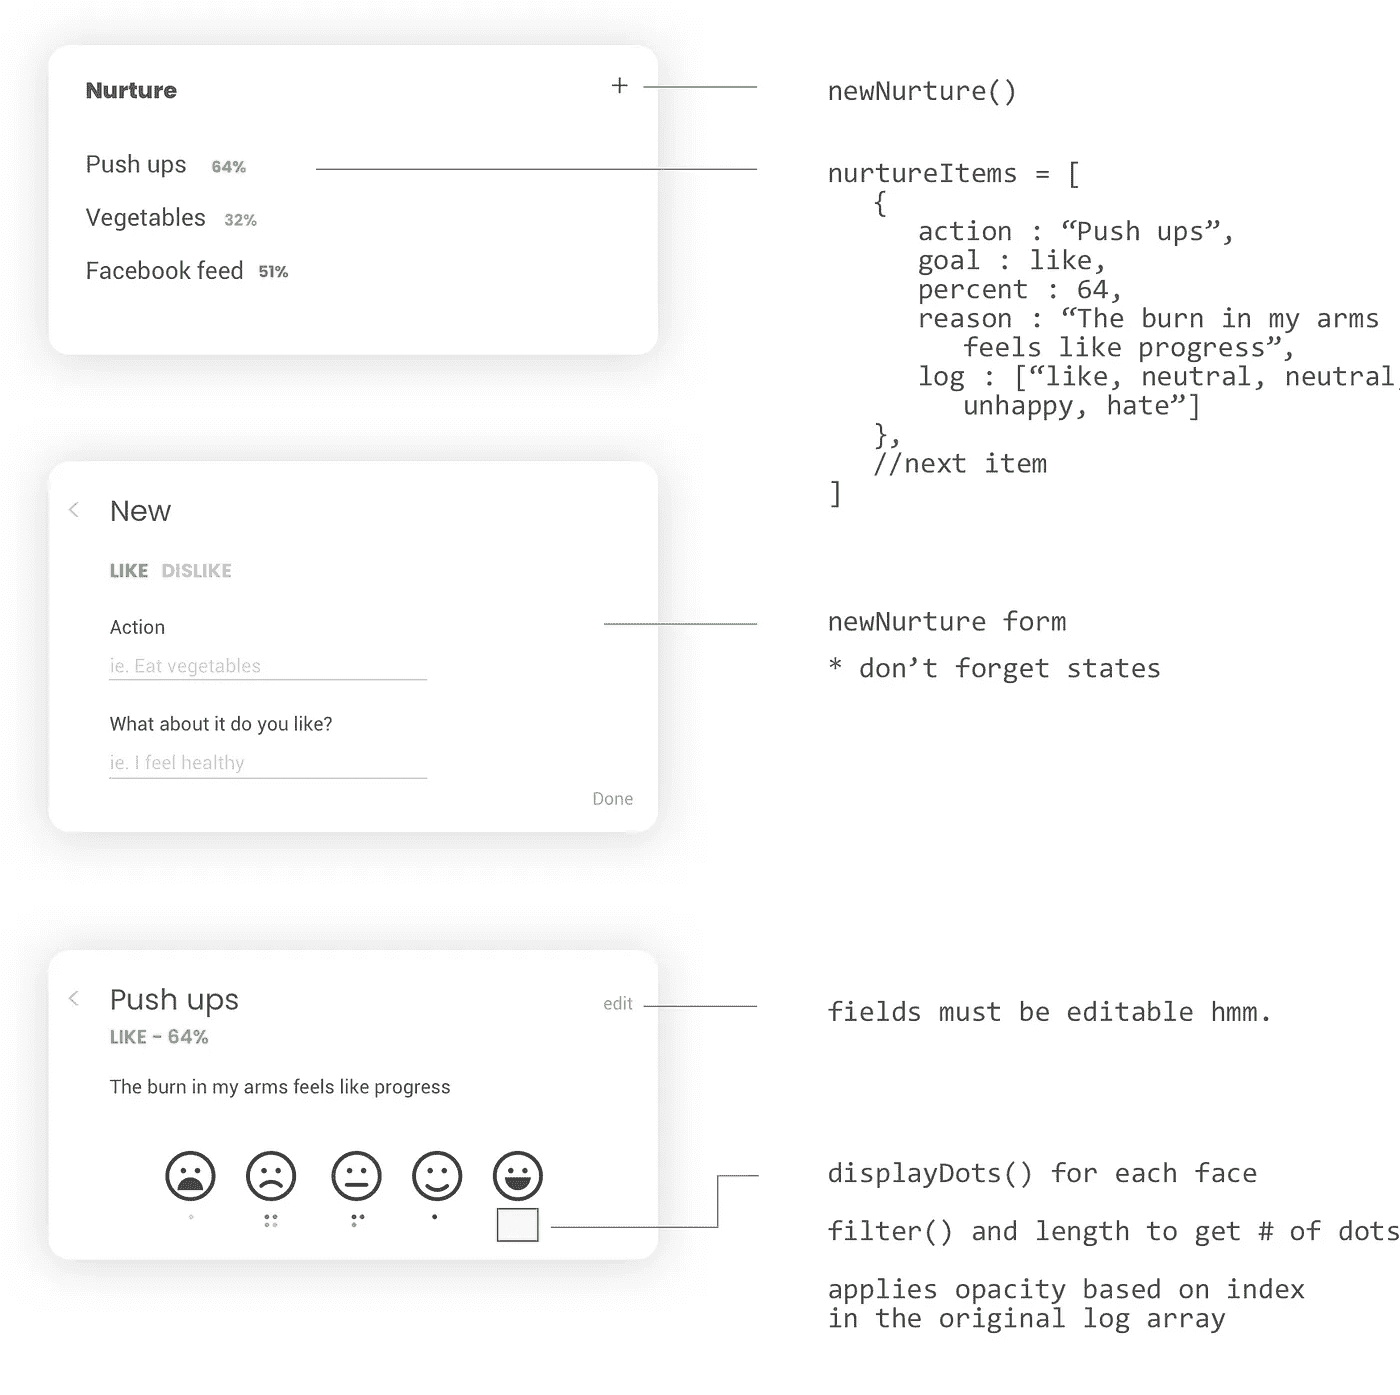 Nurture
+
Push ups 64%
Vegetables 32%
Facebook feed 51%
newNurture()
nurtureItems = [
{
action : “Push ups”,
goal : like,
percent : 64,
reason : “The burn in my arms
feels like progress”,
log : [“like, neutral, neutral,
unhappy, hate”]
},
//next item
]
< New
LIKE DISLIKE
Action
ie. Eat vegetables
What about it do you like?
ie. I feel healthy
Done
newNurture form
* don’t forget states
< Push ups
edit
LIKE - 64%
The burn in my arms feels like progress
fields must be editable hmm.
displayDots() for each face
filter() and length to get # of dots
applies opacity based on index
in the original log array